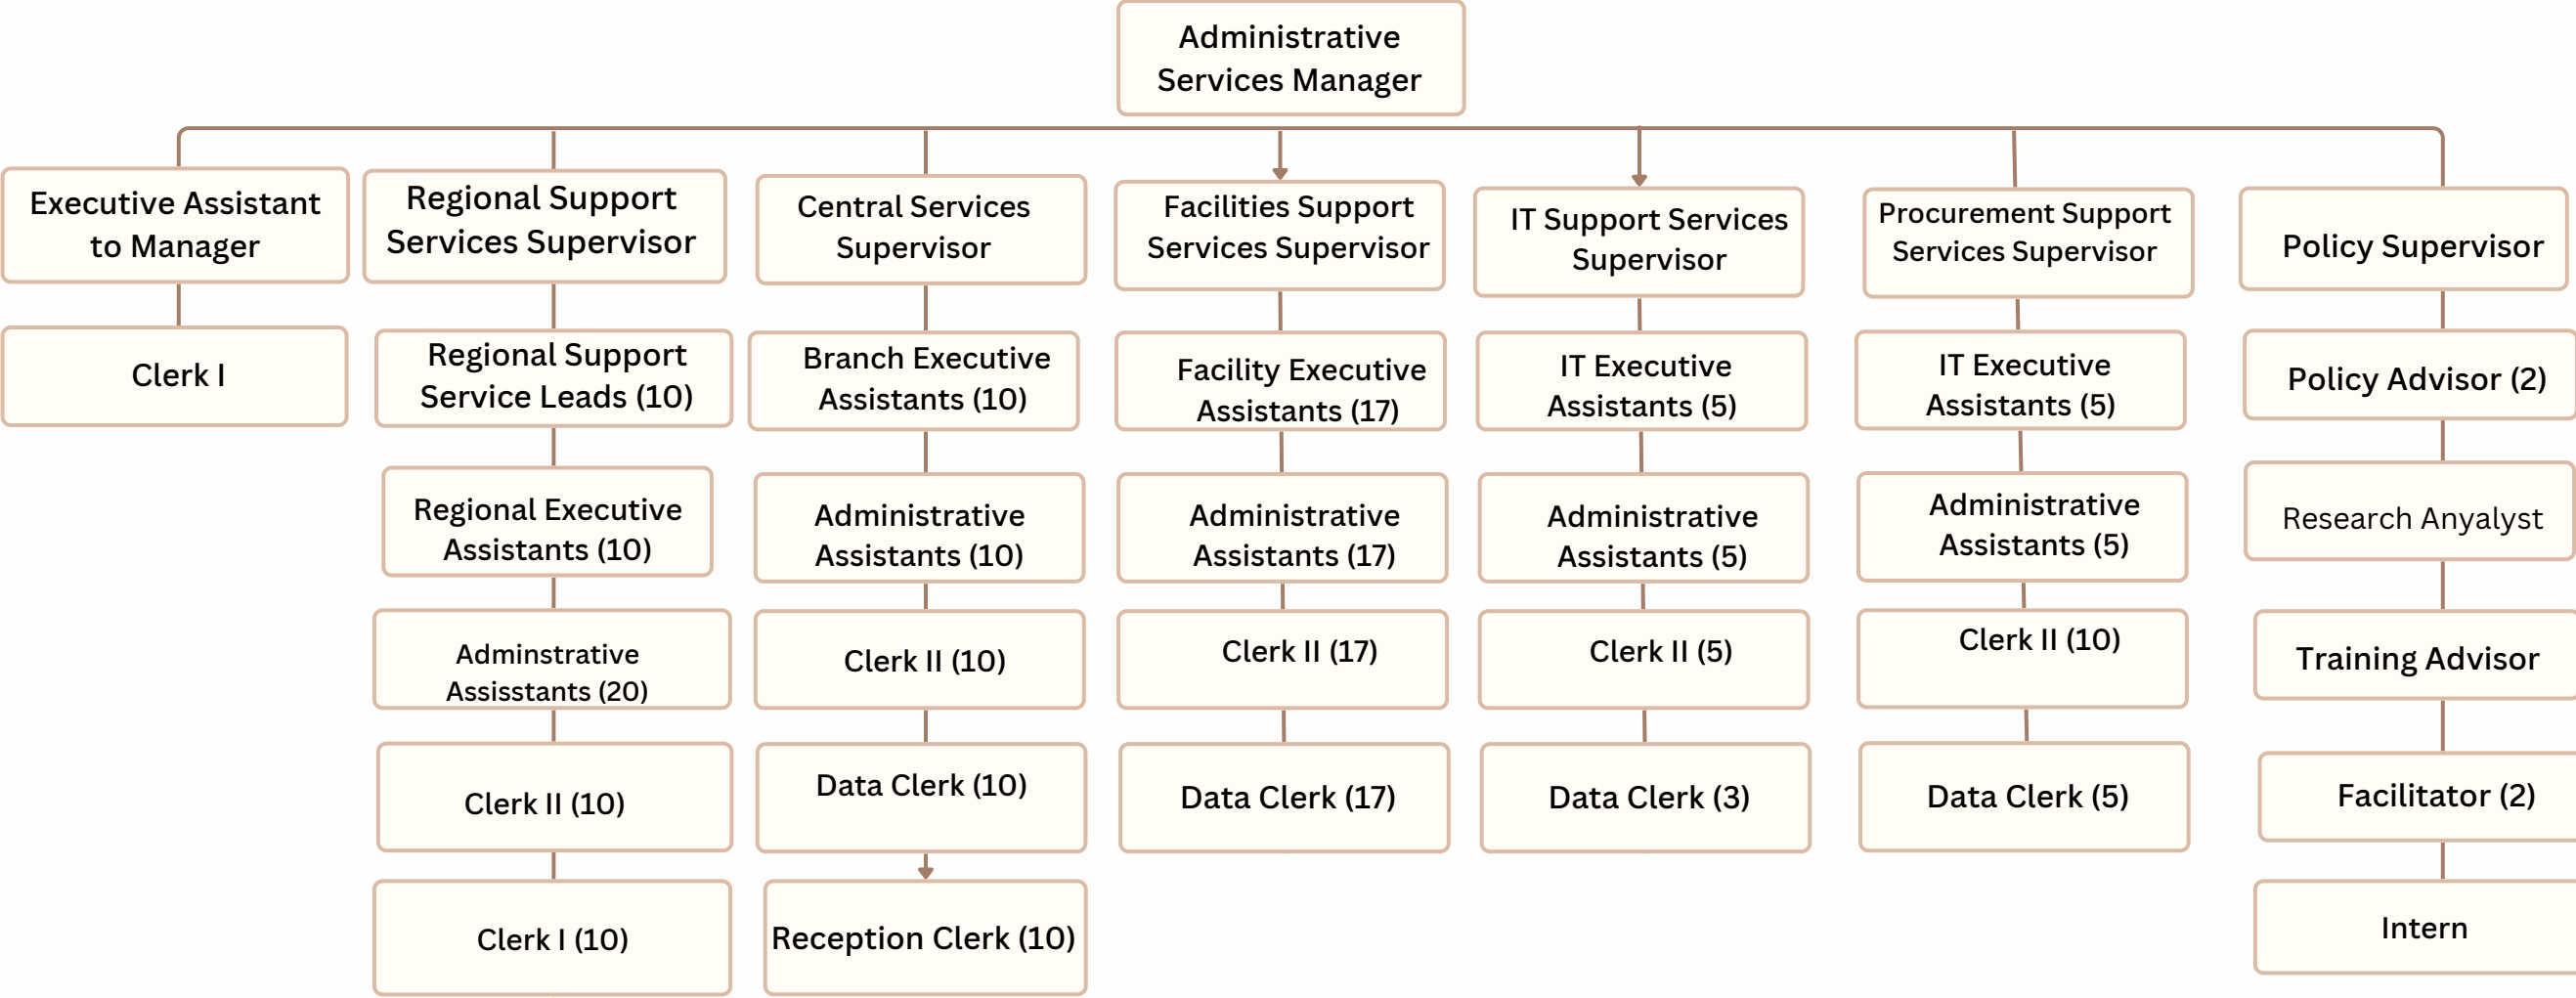 Administrative
Services Manager
Executive Assistant
to Manager
Clerk I
Regional Support
Services Supervisor
Regional Support
Service Leads (10)
Regional Executive
Assistants (10)
Adminstrative
Assisstants (20)
Clerk II (10)
Clerk I (10)
Central Services
Supervisor
Branch Executive
Assistants (10)
Administrative
Assistants (10)
Clerk II (10)
Data Clerk (10)
Reception Clerk (10)
Facilities Support
Services Supervisor
Facility Executive
Assistants (17)
Administrative
Assistants (17)
Clerk II (17)
Data Clerk (17)
IT Support Services
Supervisor
IT Executive
Assistants (5)
Administrative
Assistants (5)
Clerk II (5)
Data Clerk (3)
Procurement Support
Services Supervisor
IT Executive
Assistants (5)
Administrative
Assistants (5)
Clerk II (10)
Data Clerk (5)
Policy Supervisor
Policy Advisor (2)
Research Anyalyst
Training Advisor
Facilitator (2)
Intern